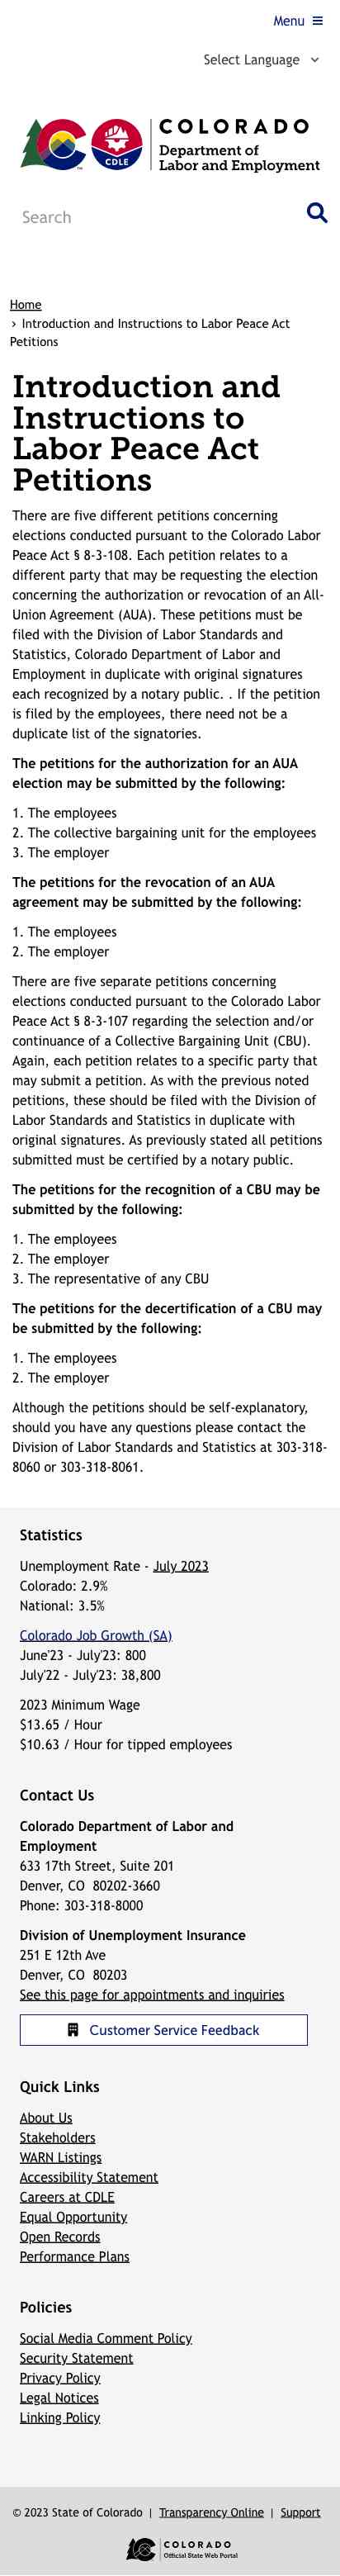 Menu
Select Language
CDLE
COLORADO
Department of
Labor and Employment
TM
Search
Home
› Introduction and Instructions to Labor Peace Act
Petitions
Introduction and
Instructions to
Labor Peace Act
Petitions
There are five different petitions concerning
elections conducted pursuant to the Colorado Labor
Peace Act § 8-3-108. Each petition relates to a
different party that may be requesting the election
concerning the authorization or revocation of an All-
Union Agreement (AUA). These petitions must be
filed with the Division of Labor Standards and
Statistics, Colorado Department of Labor and
Employment in duplicate with original signatures
each recognized by a notary public. . If the petition
is filed by the employees, there need not be a
duplicate list of the signatories.
The petitions for the authorization for an AUA
election may be submitted by the following:
1. The employees
2. The collective bargaining unit for the employees
3. The employer
The petitions for the revocation of an AUA
agreement may be submitted by the following:
1. The employees
2. The employer
There are five separate petitions concerning
elections conducted pursuant to the Colorado Labor
Peace Act § 8-3-107 regarding the selection and/or
continuance of a Collective Bargaining Unit (CBU).
Again, each petition relates to a specific party that
may submit a petition. As with the previous noted
petitions, these should be filed with the Division of
Labor Standards and Statistics in duplicate with
original signatures. As previously stated all petitions
submitted must be certified by a notary public.
The petitions for the recognition of a CBU may be
submitted by the following:
1. The employees
2. The employer
3. The representative of any CBU
The petitions for the decertification of a CBU may
be submitted by the following:
1. The employees
2. The employer
Although the petitions should be self-explanatory,
should you have any questions please contact the
Division of Labor Standards and Statistics at 303-318-
8060 or 303-318-8061.
Statistics
Unemployment Rate - July 2023
Colorado: 2.9%
National: 3.5%
Colorado Job Growth (SA)
June'23 - July'23: 800
July'22 - July'23: 38,800
2023 Minimum Wage
$13.65 / Hour
$10.63 / Hour for tipped employees
Contact Us
Colorado Department of Labor and
Employment
633 17th Street, Suite 201
Denver, CO  80202-3660
Phone: 303-318-8000
Division of Unemployment Insurance
251 E 12th Ave
Denver, CO  80203
See this page for appointments and inquiries
Customer Service Feedback
Quick Links
About Us
Stakeholders
WARN Listings
Accessibility Statement
Careers at CDLE
Equal Opportunity
Open Records
Performance Plans
Policies
Social Media Comment Policy
Security Statement
Privacy Policy
Legal Notices
Linking Policy
© 2023 State of Colorado | Transparency Online | Support
COLORADO
Official State Web Portal